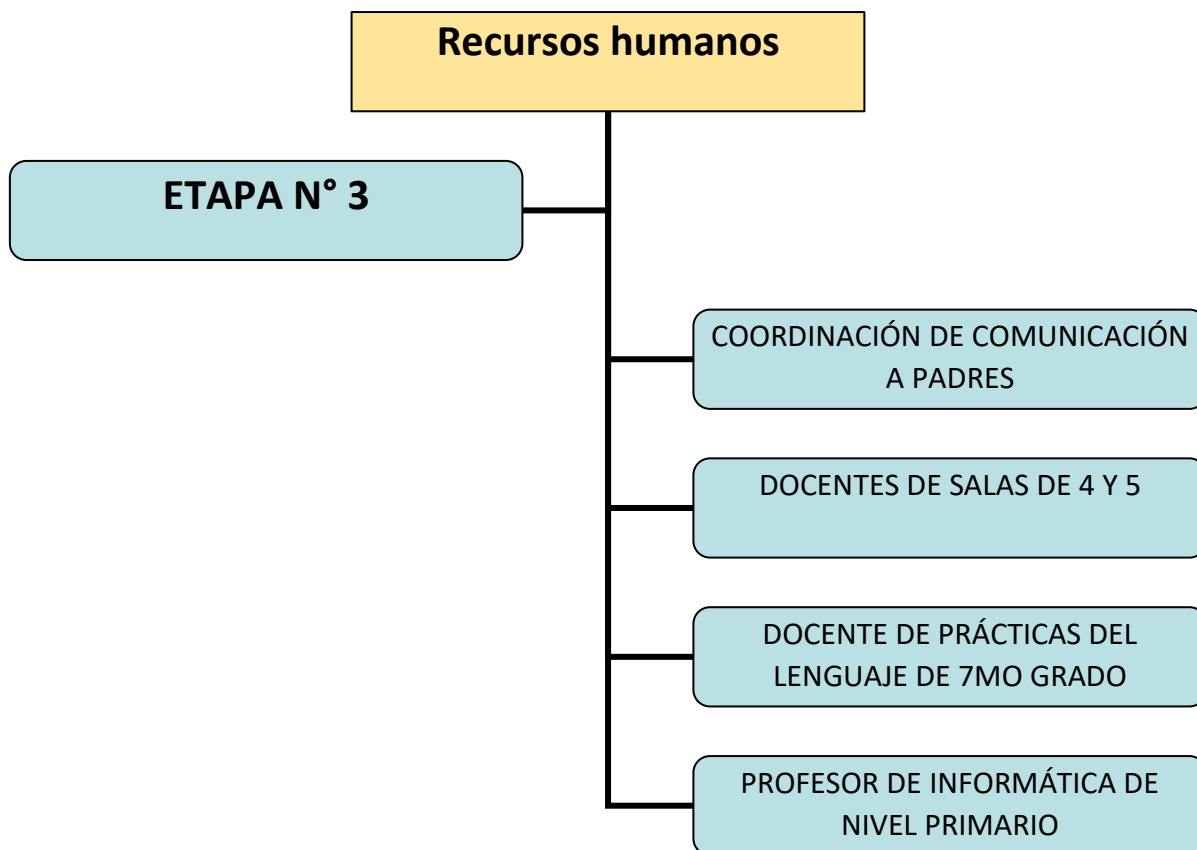 Recursos humanos
ETAPA N° 3
COORDINACIÓN DE COMUNICACIÓN
A PADRES
DOCENTES DE SALAS DE 4 Y 5
DOCENTE DE PRÁCTICAS DEL
LENGUAJE DE 7MO GRADO
PROFESOR DE INFORMÁTICA DE
NIVEL PRIMARIO